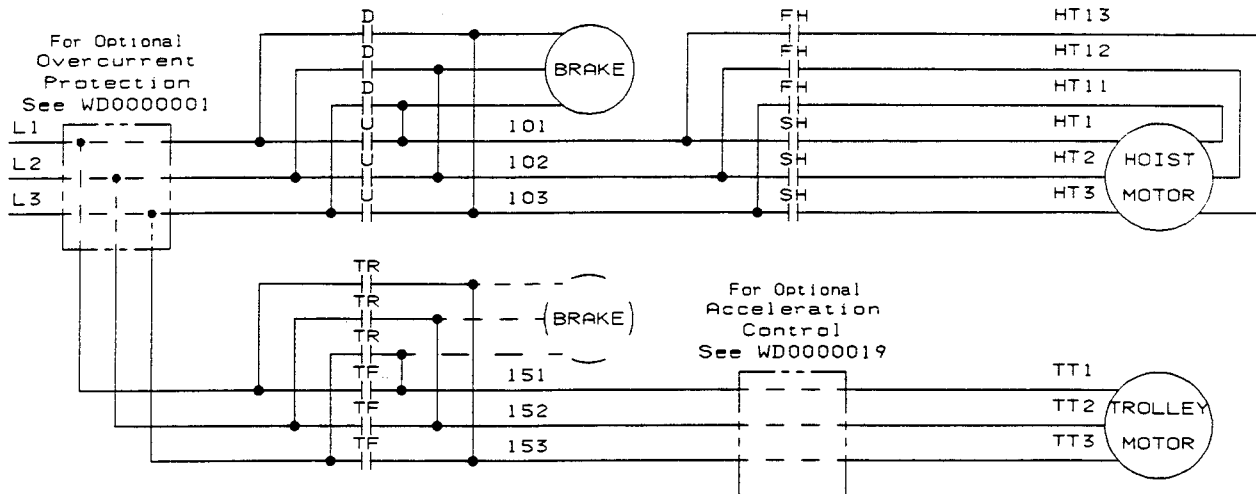 D
FH
HT13
For Optional
Overcurrent
Protection
See WD0000001
D
BRAKE
FH
HT12
D
FH
HT11
L1
U
101
SH
HT1
L2
U
102
SH
HT2
HOIST
MOTOR
L3
U
103
SH
HT3
TR
TR
(BRAKE)
TR
For Optional
Acceleration
Control
See WD0000019
TF
151
TT1
TF
152
TT2
TROLLEY
MOTOR
TF
153
TT3